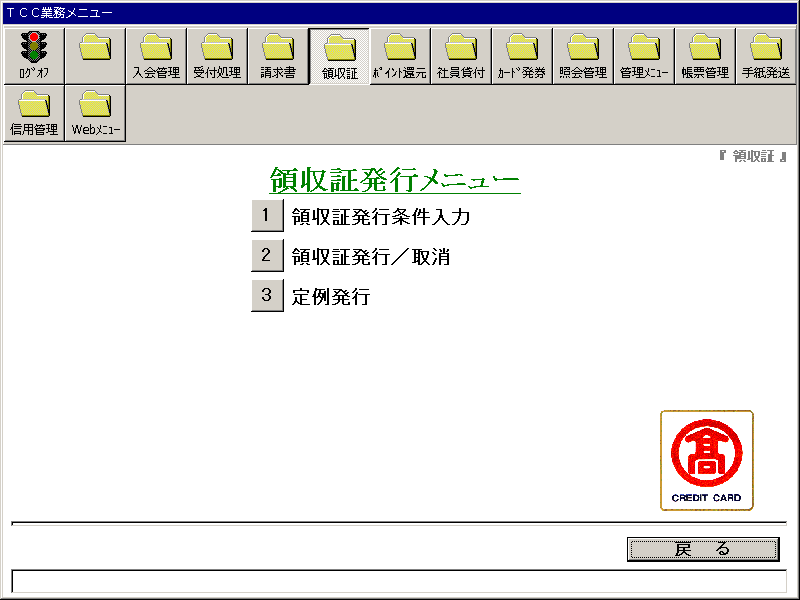 TCC業務メニュー
ﾛｸﾞｵﾌ
入会管理
受付処理
請求書
領収証
ﾎﾟｲﾝﾄ還元
社員貸付
ｶｰﾄﾞ発券
照会管理
管理ﾒﾆｭｰ
帳票管理
手紙発送
信用管理
Webﾒﾆｭｰ
『 領収証 』
領収証発行メニュー
1 領収証発行条件入力
2 領収証発行／取消
3 定例発行
髙
CREDIT CARD
戻 る